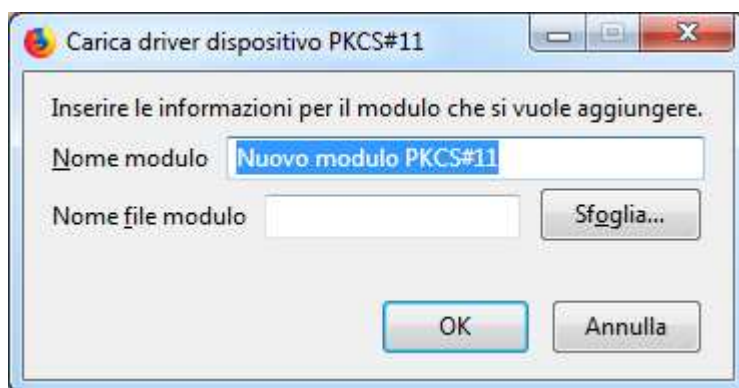 Carica driver dispositivo PKCS#11
Inserire le informazioni per il modulo che si vuole aggiungere.
Nome modulo Nuovo modulo PKCS#11
Nome file modulo Sfoglia...
OK Annulla